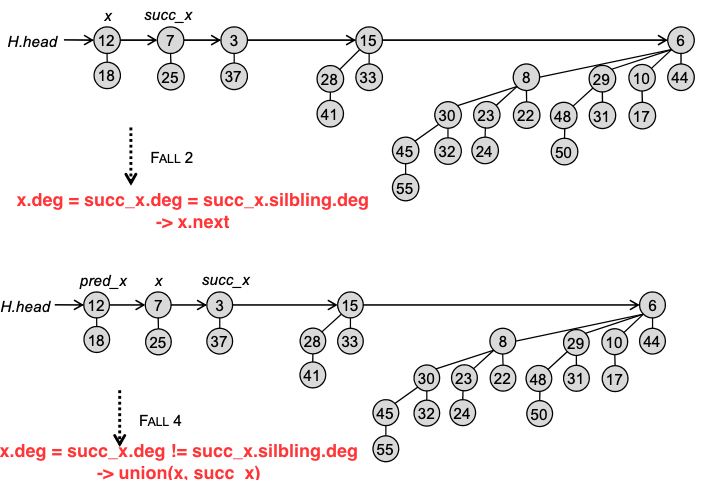 x succ_x
H.head 12 7 3 15 6
18 25 37 28 33 8 29 10 44
41 30 23 22 48 31 17
45 32 24 50
55
FALL 2
x.deg = succ_x.deg = succ_x.silbling.deg
-> x.next
pred_x x succ_x
H.head 12 7 3 15 6
18 25 37 28 33 8 29 10 44
41 30 23 22 48 31 17
45 32 24 50
55
FALL 4
x.deg = succ_x.deg != succ_x.silbling.deg
-> union(x, succ_x)